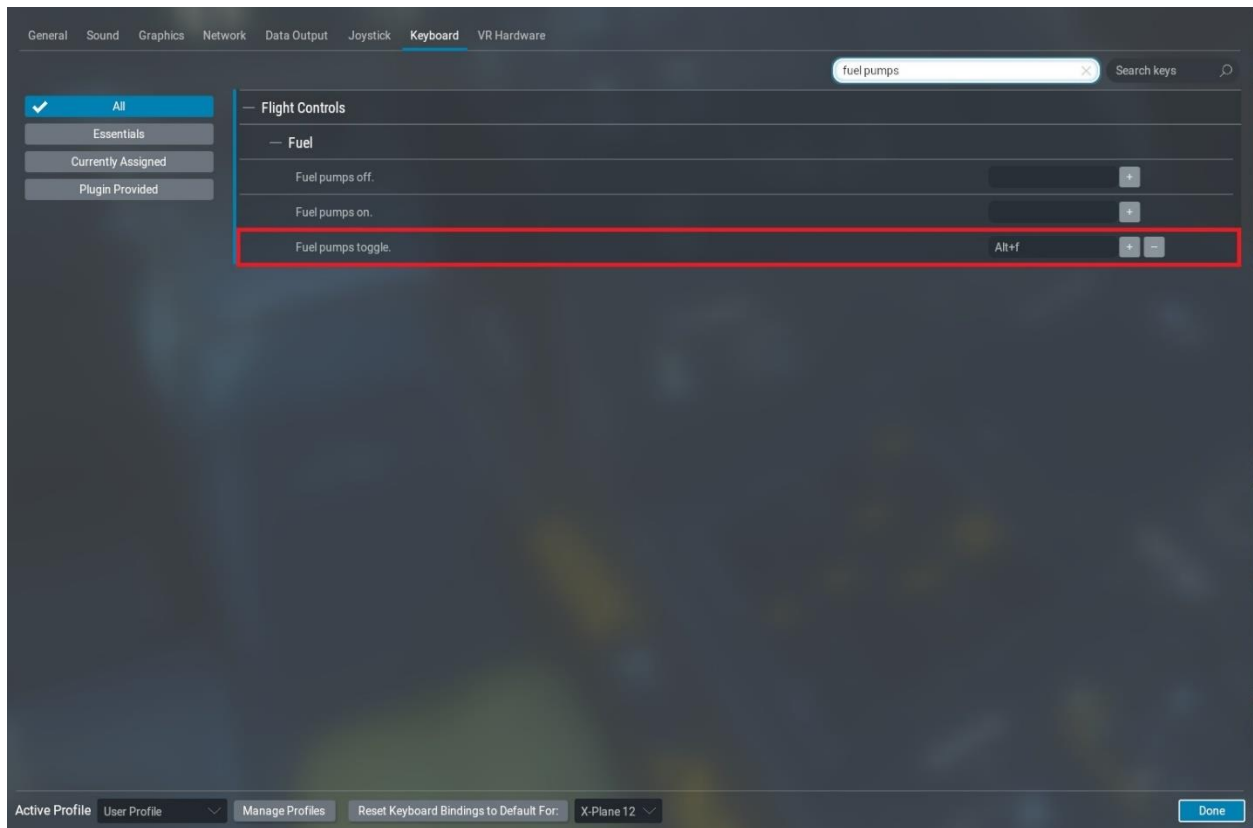 General Sound Graphics Network Data Output Joystick Keyboard VR Hardware
fuel pumps Search keys
All
Essentials
Currently Assigned
Plugin Provided
Flight Controls
Fuel
Fuel pumps off.
Fuel pumps on.
Fuel pumps toggle. Alt+f
Active Profile User Profile Manage Profiles Reset Keyboard Bindings to Default For: X-Plane 12 Done